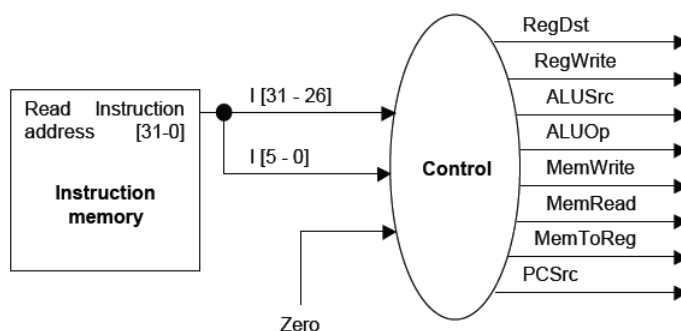 RegDst
RegWrite
I [31 - 26]
ALUSrc
Read Instruction
address [31-0]
ALUOp
I [5 - 0]
Control
MemWrite
Instruction
memory
MemRead
MemToReg
PCSrc
Zero